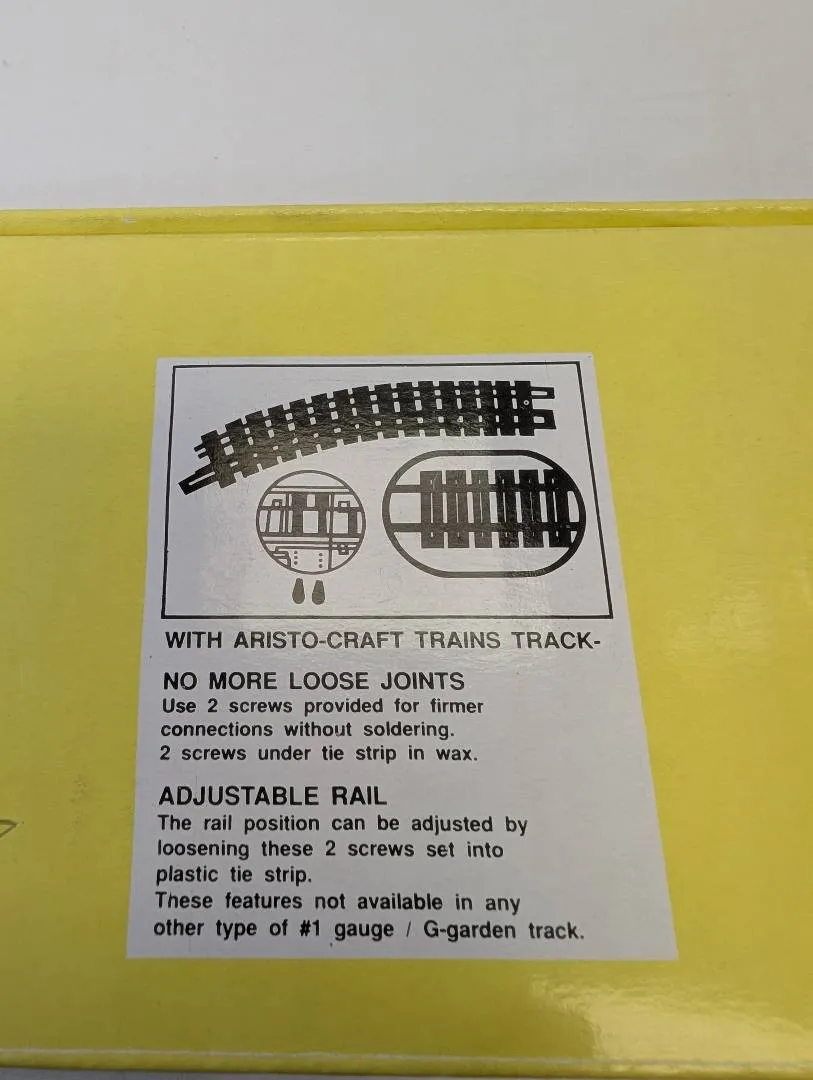 WITH ARISTO-CRAFT TRAINS TRACK-
NO MORE LOOSE JOINTS
Use 2 screws provided for firmer
connections without soldering.
2 screws under tie strip in wax.
ADJUSTABLE RAIL
The rail position can be adjusted by
loosening these 2 screws set into
plastic tie strip.
These features not available in any
other type of #1 gauge / G-garden track.